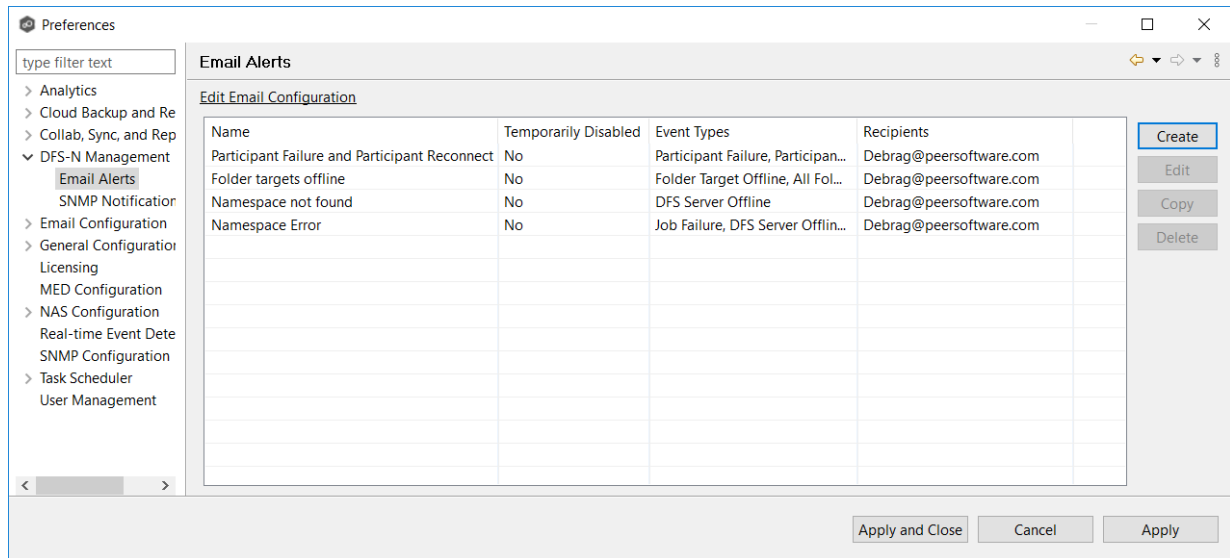 Preferences
type filter text
Analytics
Cloud Backup and Re
Collab, Sync, and Rep
DFS-N Management
Email Alerts
SNMP Notification
Email Configuration
General Configuration
Licensing
MED Configuration
NAS Configuration
Real-time Event Dete
SNMP Configuration
Task Scheduler
User Management
Email Alerts
Edit Email Configuration
Name Temporarily Disabled Event Types Recipients
Participant Failure and Participant Reconnect No Participant Failure, Participan... Debrag@peersoftware.com
Folder targets offline No Folder Target Offline, All Fol... Debrag@peersoftware.com
Namespace not found No DFS Server Offline Debrag@peersoftware.com
Namespace Error No Job Failure, DFS Server Offlin... Debrag@peersoftware.com
Create
Edit
Copy
Delete
Apply and Close Cancel Apply